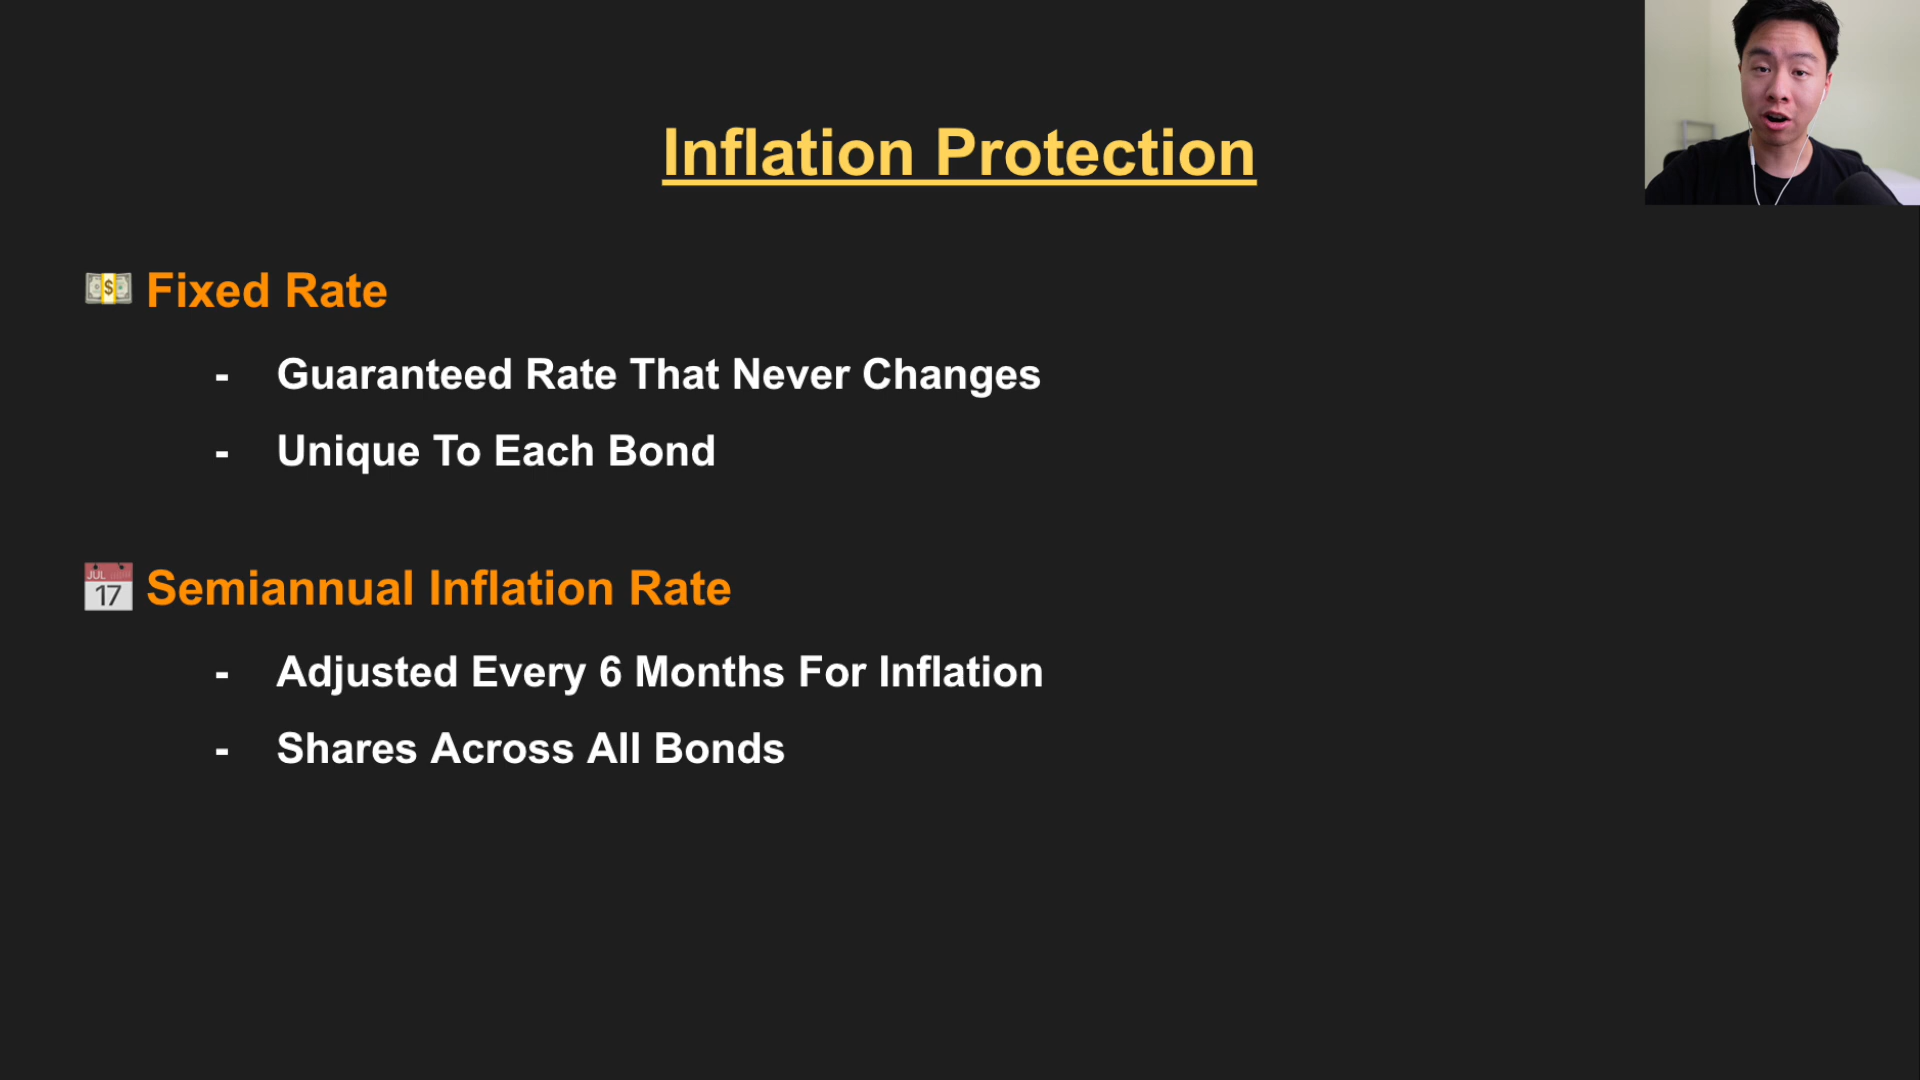 Inflation Protection
Fixed Rate
- Guaranteed Rate That Never Changes
- Unique To Each Bond
JUL
17
Semiannual Inflation Rate
- Adjusted Every 6 Months For Inflation
- Shares Across All Bonds